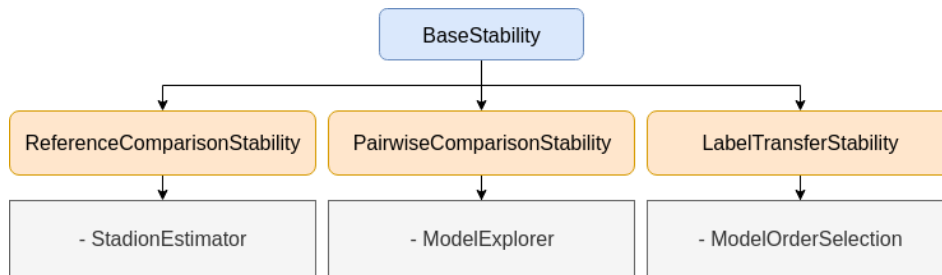 BaseStability
ReferenceComparisonStability
PairwiseComparisonStability
LabelTransferStability
- StadionEstimator
- ModelExplorer
- ModelOrderSelection